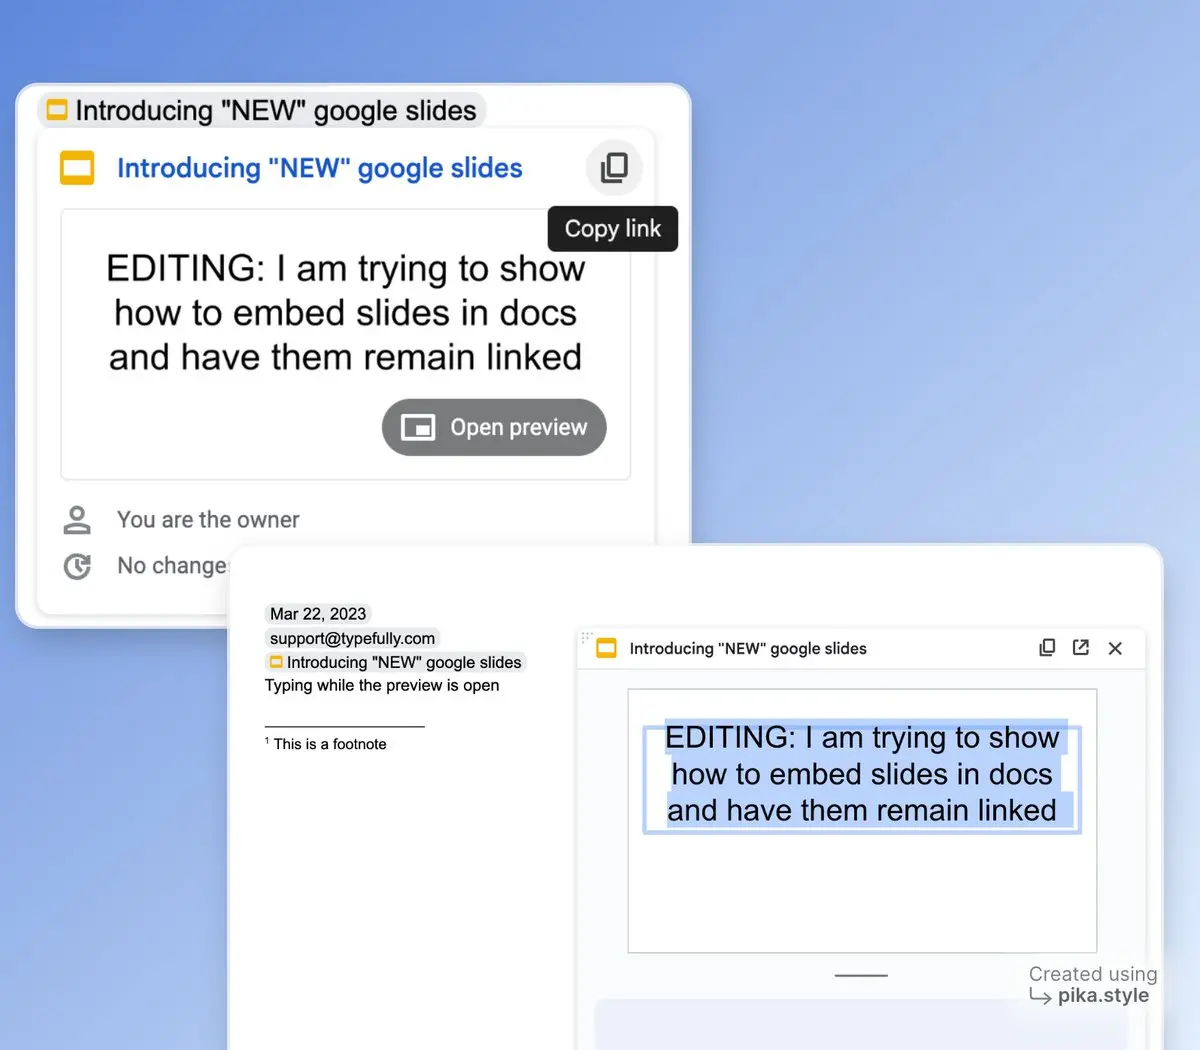 Introducing "NEW" google slides
Introducing "NEW" google slides
Copy link
EDITING: I am trying to show
how to embed slides in docs
and have them remain linked
Open preview
You are the owner
No change
Mar 22, 2023
support@typefully.com
Introducing "NEW" google slides
Typing while the preview is open
1 This is a footnote
Introducing "NEW" google slides
EDITING: I am trying to show
how to embed slides in docs
and have them remain linked
Created using
pika.style